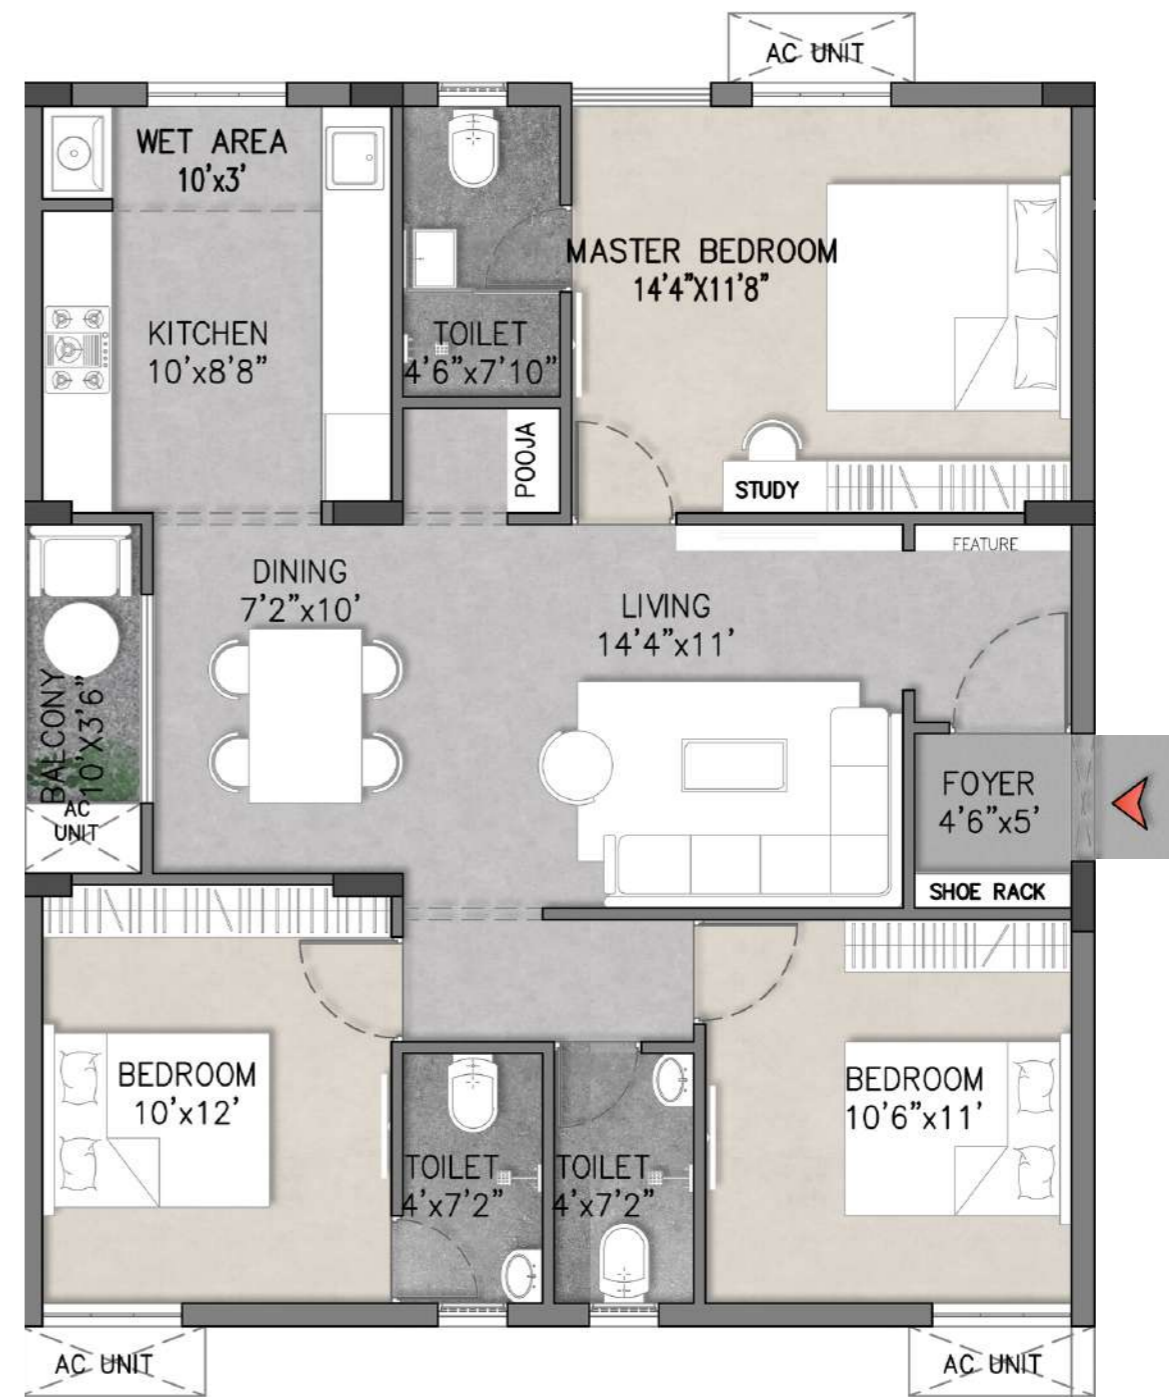 AC UNIT
WET AREA
10'x3'
MASTER BEDROOM
14'4"X11'8"
KITCHEN
10'x8'8"
TOILET
4'6"x7'10"
POOJA
STUDY
FEATURE
DINING
7'2"x10'
LIVING
14'4"x11'
BALCONY
10'X3'6"
AC
UNIT
FOYER
4'6"x5'
SHOE RACK
BEDROOM
10'x12'
BEDROOM
10'6"x11'
TOILET
4'x7'2"
TOILET
4'x7'2"
AC UNIT
AC UNIT